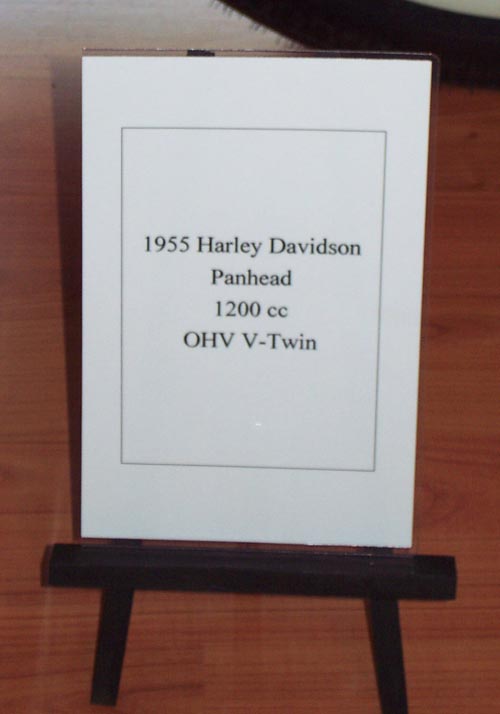 1955 Harley Davidson
Panhead
1200 cc
OHV V-Twin